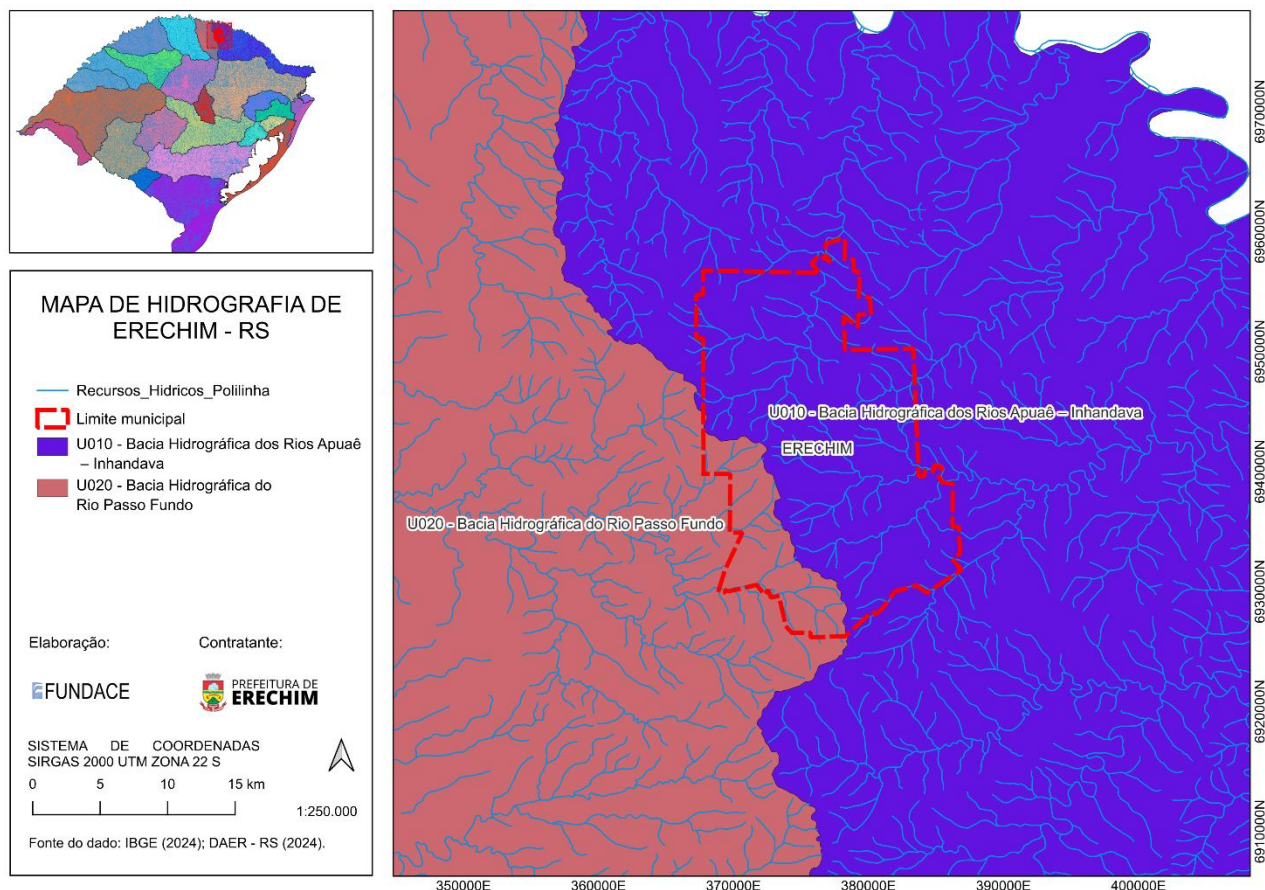 MAPA DE HIDROGRAFIA DE
ERECHIM - RS
Recursos_Hidricos_Polilinha
Limite municipal
U010 - Bacia Hidrográfica dos Rios Apuaê
– Inhandava
U020 - Bacia Hidrográfica do
Rio Passo Fundo
Elaboração:
Contratante:
FUNDACE
PREFEITURA DE
ERECHIM
SISTEMA DE COORDENADAS
SIRGAS 2000 UTM ZONA 22 S
0 5 10 15 km
1:250.000
Fonte do dado: IBGE (2024); DAER - RS (2024).
U010 - Bacia Hidrográfica dos Rios Apuaê – Inhandava
ERECHIM
U020 - Bacia Hidrográfica do Rio Passo Fundo
6970000N
6960000N
6950000N
6940000N
6930000N
6920000N
6910000N
350000E 360000E 370000E 380000E 390000E 400000E